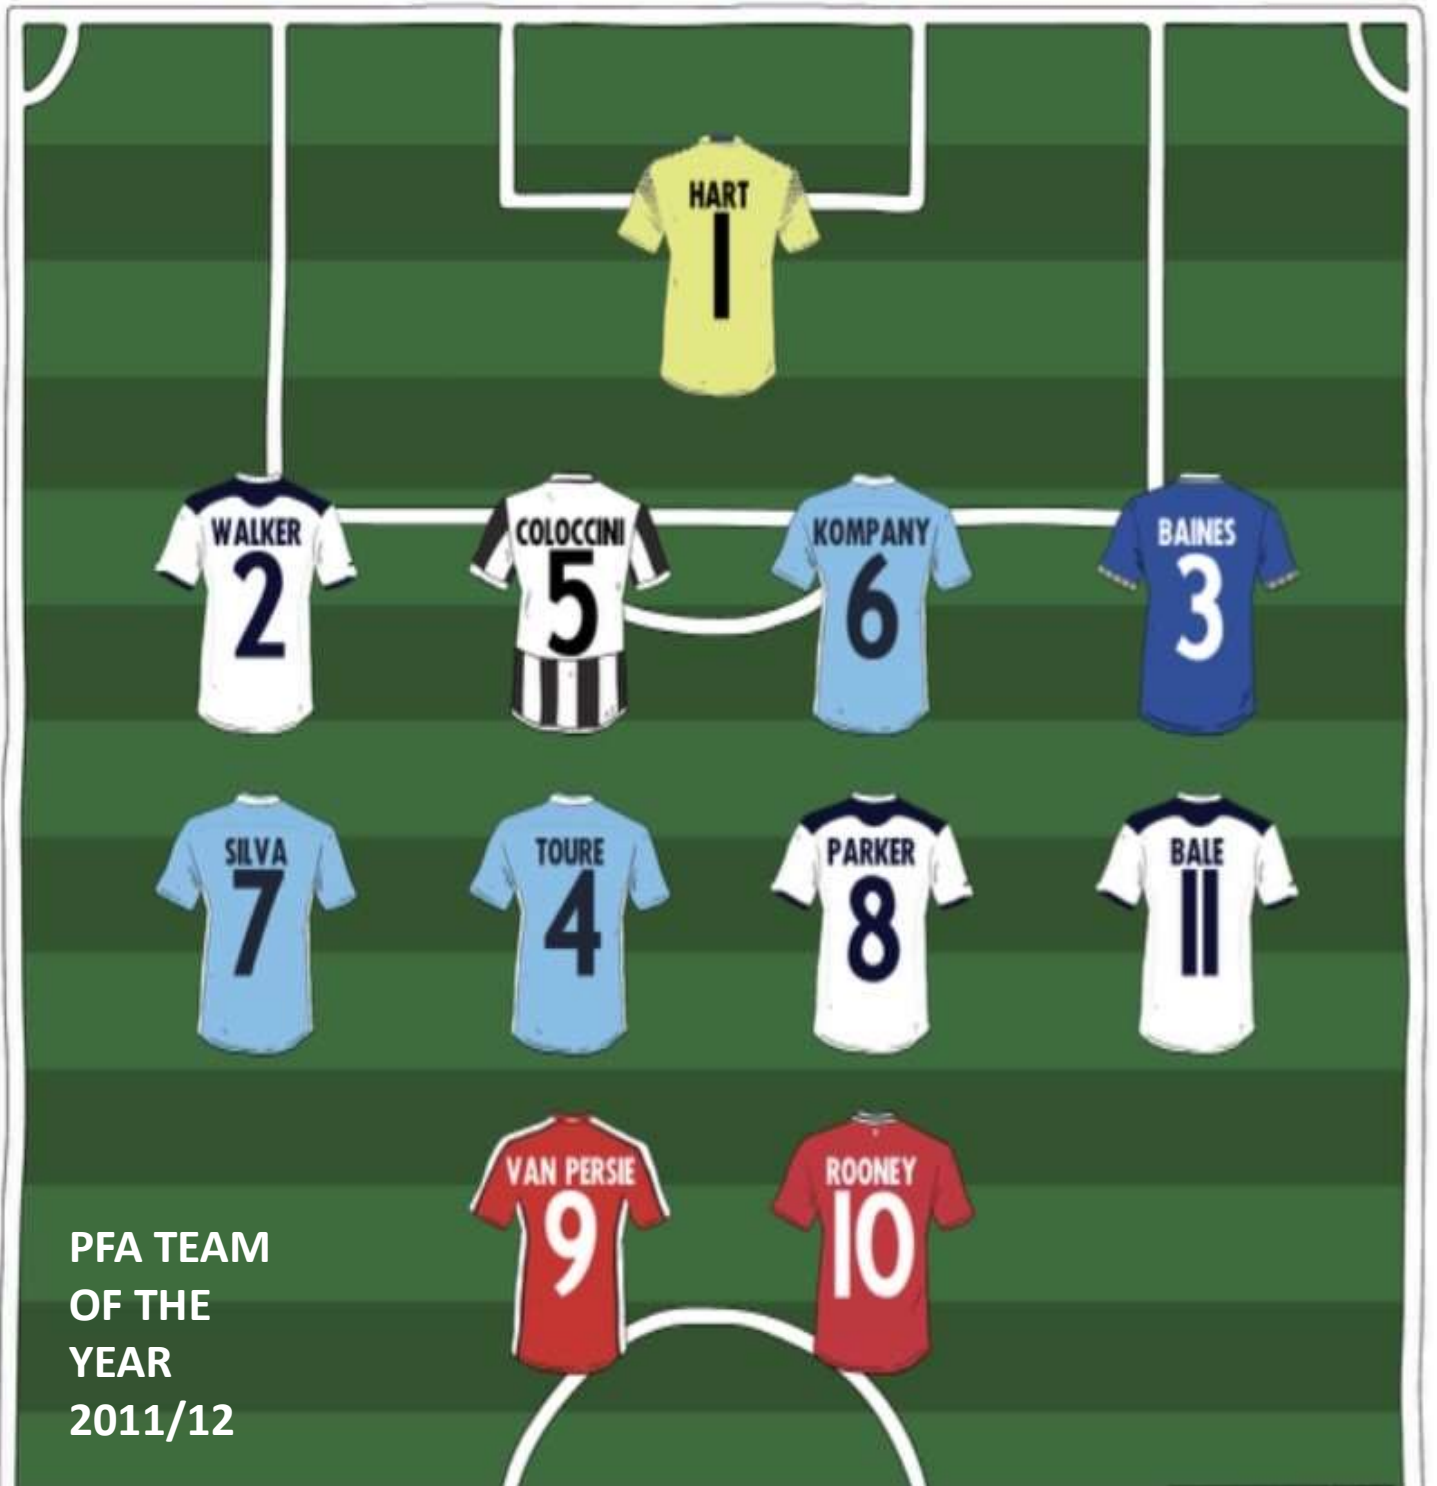 HART
1
WALKER
2
COLOCCINI
5
KOMPANY
6
BAINES
3
SILVA
7
TOURE
4
PARKER
8
BALE
11
VAN PERSIE
9
ROONEY
10
PFA TEAM
OF THE
YEAR
2011/12